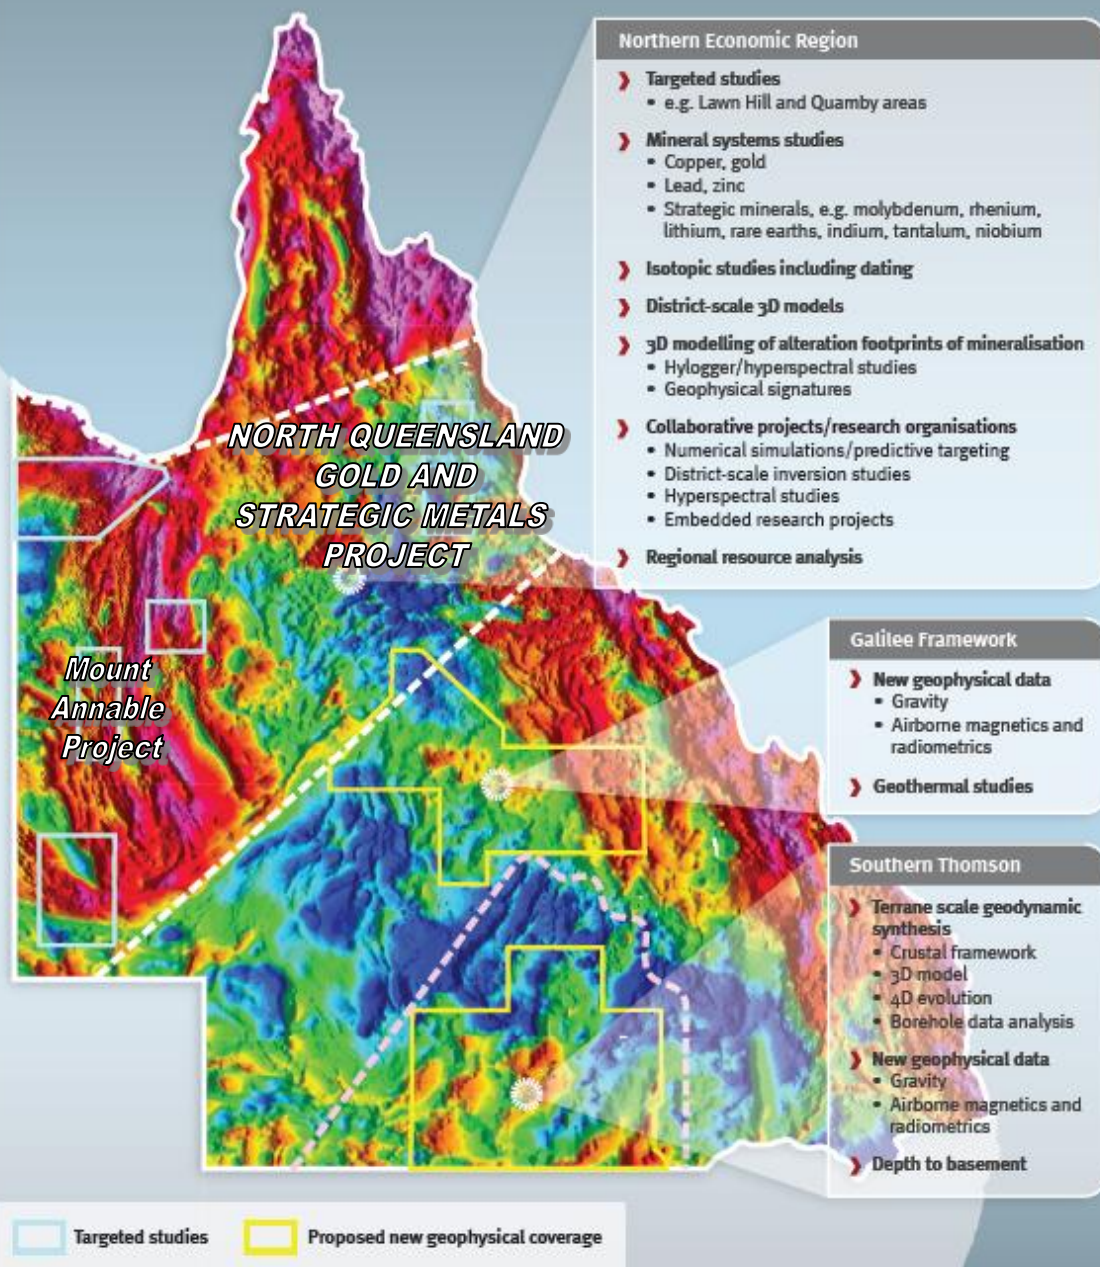 Northern Economic Region
❯ Targeted studies
• e.g. Lawn Hill and Quamby areas
❯ Mineral systems studies
• Copper, gold
• Lead, zinc
• Strategic minerals, e.g. molybdenum, rhenium,
lithium, rare earths, indium, tantalum, niobium
❯ Isotopic studies including dating
❯ District-scale 3D models
❯ 3D modelling of alteration footprints of mineralisation
• Hylogger/hyperspectral studies
• Geophysical signatures
❯ Collaborative projects/research organisations
• Numerical simulations/predictive targeting
• District-scale inversion studies
• Hyperspectral studies
• Embedded research projects
❯ Regional resource analysis
NORTH QUEENSLAND
GOLD AND
STRATEGIC METALS
PROJECT
Mount
Annable
Project
Galilee Framework
❯ New geophysical data
• Gravity
• Airborne magnetics and
radiometrics
❯ Geothermal studies
Southern Thomson
❯ Terrane scale geodynamic
synthesis
• Crustal framework
• 3D model
• 4D evolution
• Borehole data analysis
❯ New geophysical data
• Gravity
• Airborne magnetics and
radiometrics
❯ Depth to basement
Targeted studies
Proposed new geophysical coverage